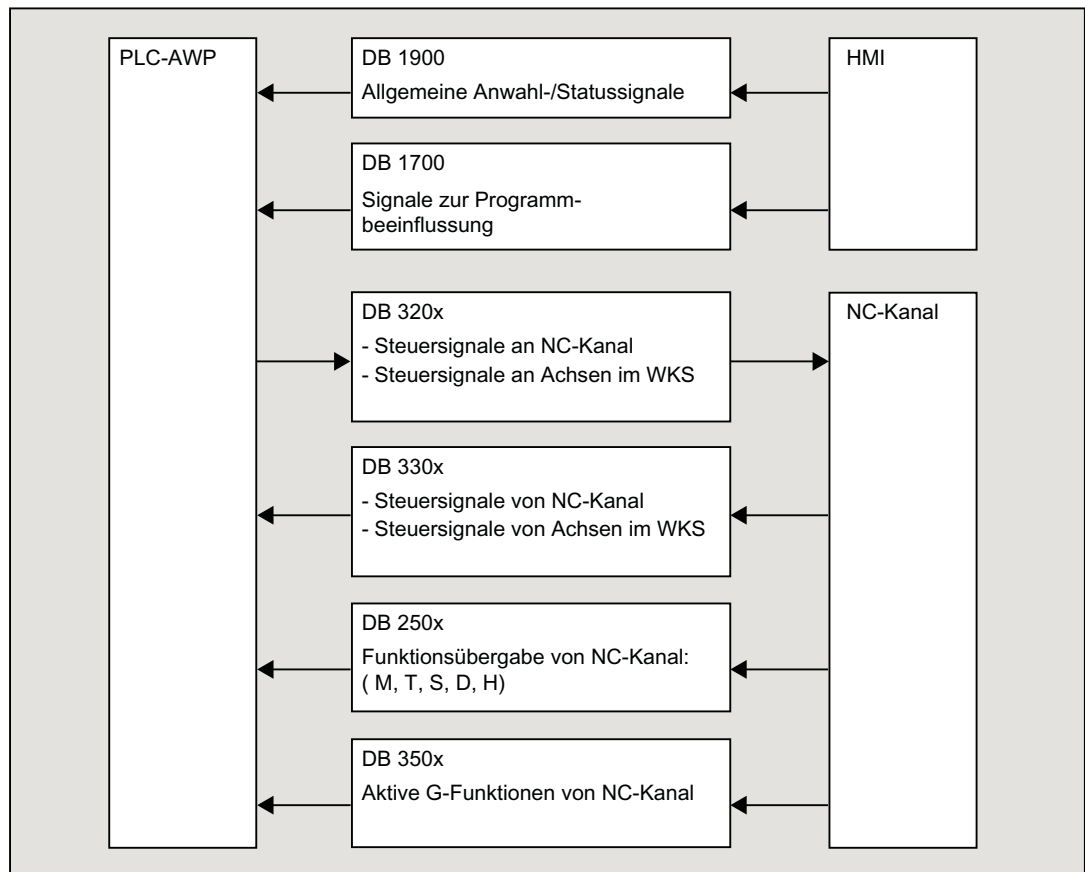 PLC-AWP
DB 1900
Allgemeine Anwahl-/Statussignale
HMI
DB 1700
Signale zur Programm-
beeinflussung
DB 320x
- Steuersignale an NC-Kanal
- Steuersignale an Achsen im WKS
NC-Kanal
DB 330x
- Steuersignale von NC-Kanal
- Steuersignale von Achsen im WKS
DB 250x
Funktionsübergabe von NC-Kanal:
( M, T, S, D, H)
DB 350x
Aktive G-Funktionen von NC-Kanal